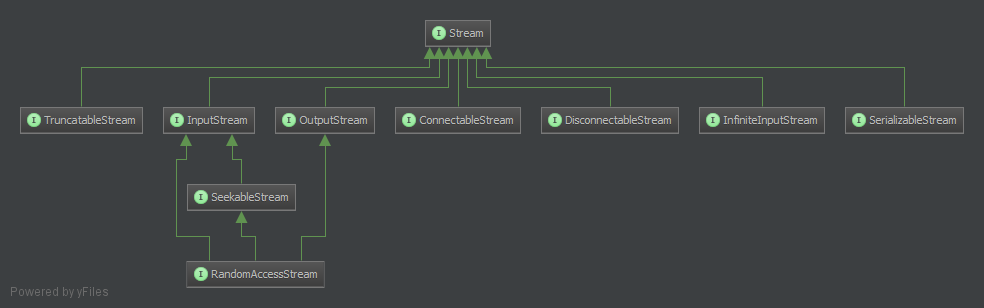 I Stream
I TruncatableStream
I InputStream
I OutputStream
I ConnectableStream
I DisconnectableStream
I InfiniteInputStream
I SerializableStream
I SeekableStream
I RandomAccessStream
Powered by yFiles